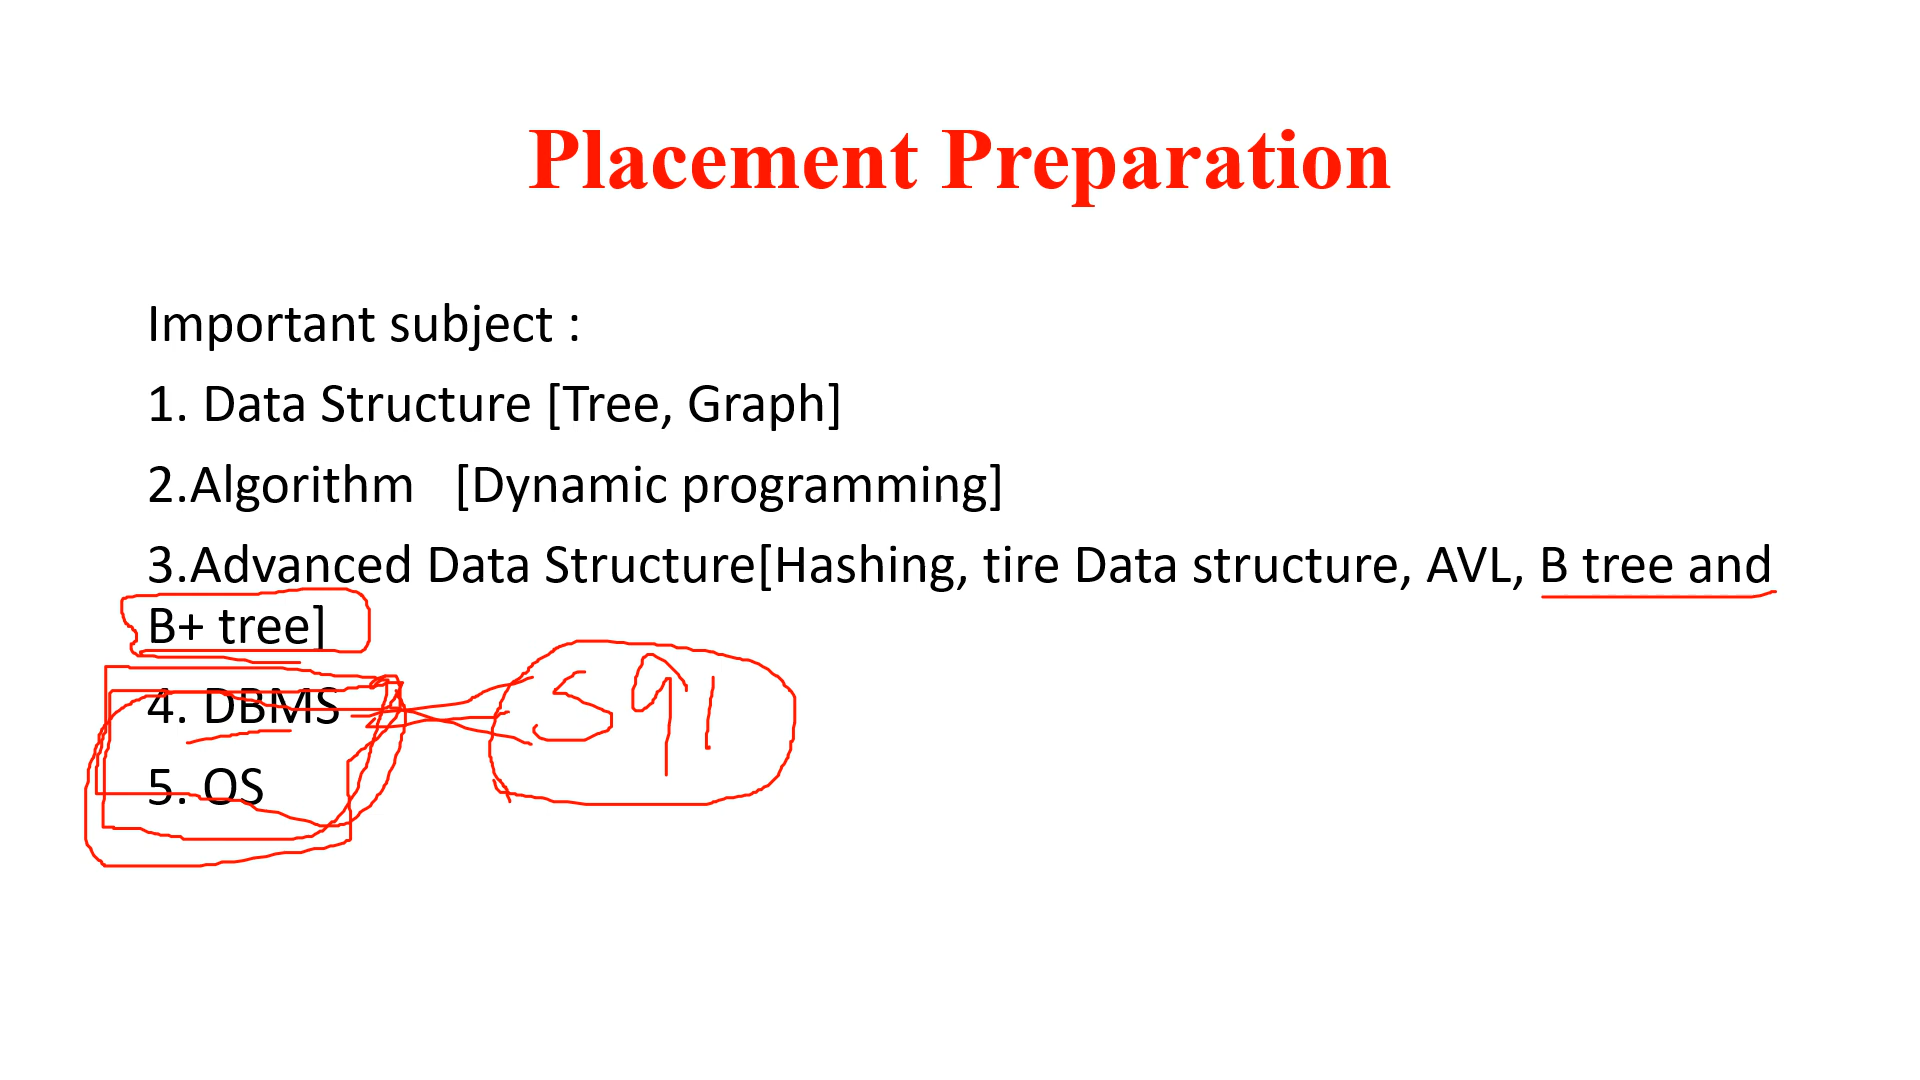 Placement Preparation
Important subject :
1. Data Structure [Tree, Graph]
2.Algorithm [Dynamic programming]
3.Advanced Data Structure[Hashing, tire Data structure, AVL, B tree and
B+ tree]
4. DBMS
5. OS